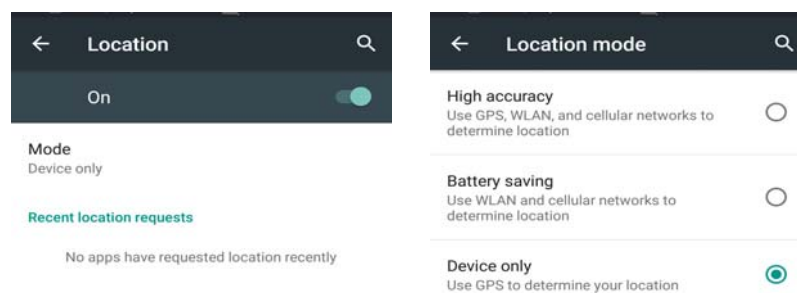 Location
On
Mode
Device only
Recent location requests
No apps have requested location recently
Location mode
High accuracy
Use GPS, WLAN, and cellular networks to
determine location
Battery saving
Use WLAN and cellular networks to
determine location
Device only
Use GPS to determine your location